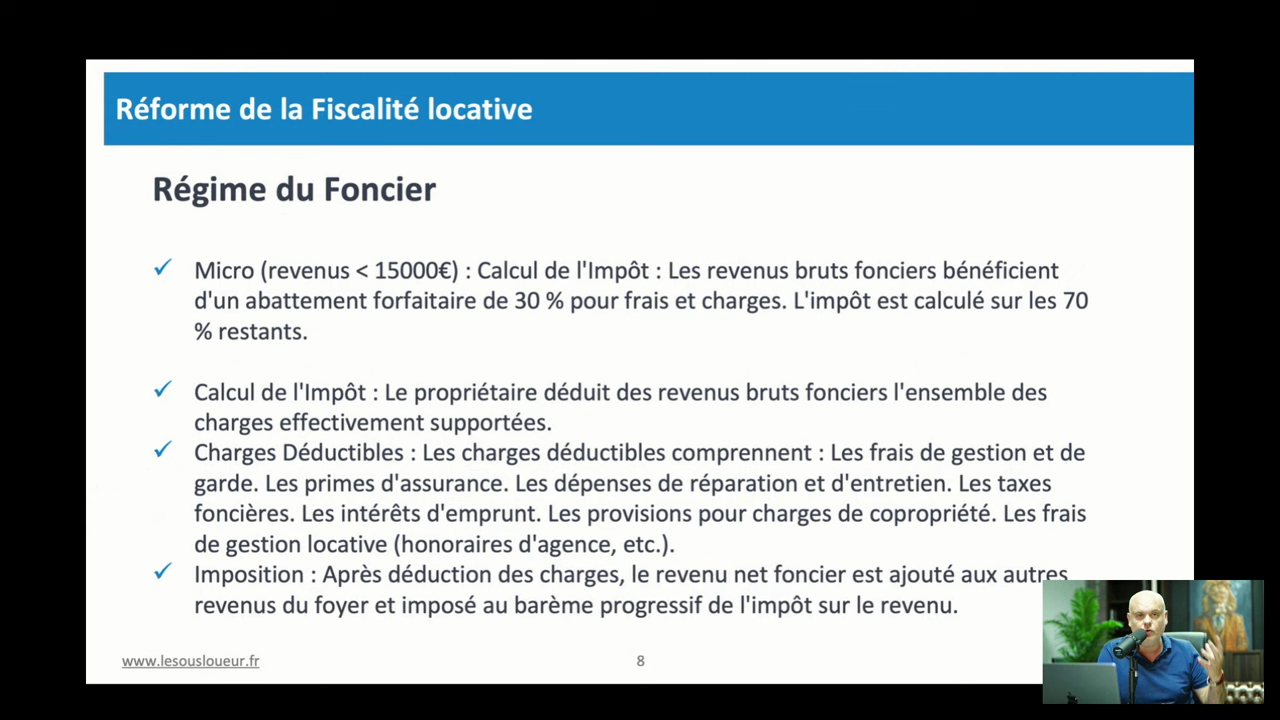 Réforme de la Fiscalité locative
Régime du Foncier
Micro (revenus < 15000€) : Calcul de l'Impôt : Les revenus bruts fonciers bénéficient
d'un abattement forfaitaire de 30 % pour frais et charges. L'impôt est calculé sur les 70
% restants.
Calcul de l'Impôt : Le propriétaire déduit des revenus bruts fonciers l'ensemble des
charges effectivement supportées.
Charges Déductibles : Les charges déductibles comprennent : Les frais de gestion et de
garde. Les primes d'assurance. Les dépenses de réparation et d'entretien. Les taxes
foncières. Les intérêts d'emprunt. Les provisions pour charges de copropriété. Les frais
de gestion locative (honoraires d'agence, etc.).
Imposition : Après déduction des charges, le revenu net foncier est ajouté aux autres
revenus du foyer et imposé au barème progressif de l'impôt sur le revenu.
www.lesousloueur.fr
8